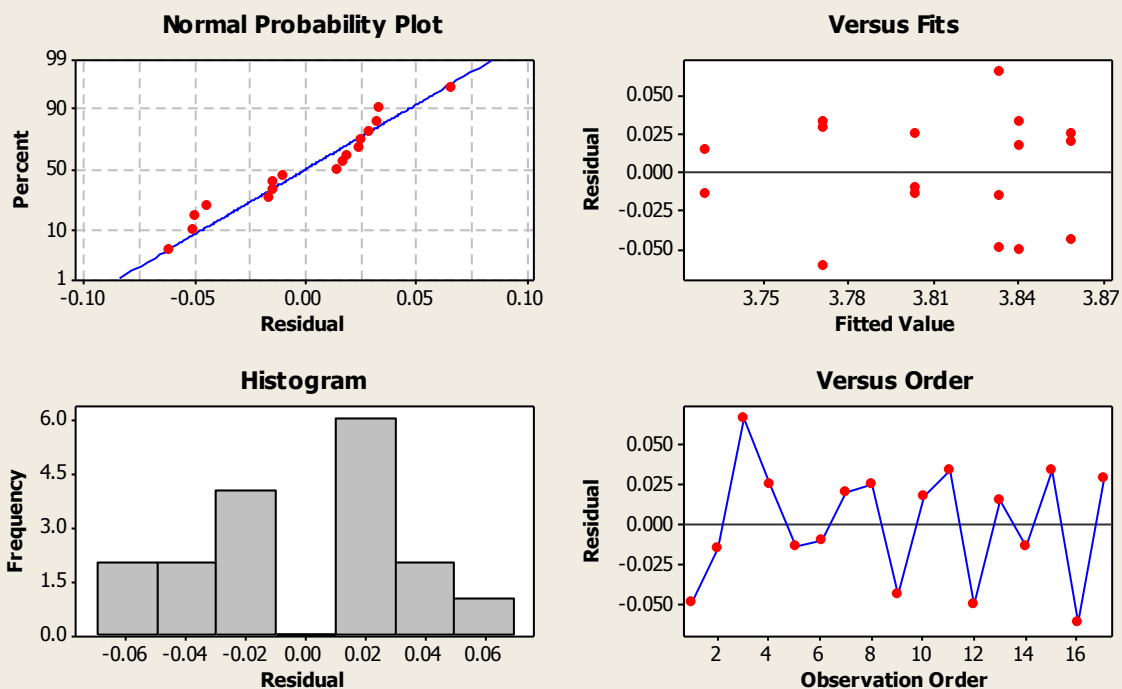 Normal Probability Plot
99
90
50
10
1
Percent
-0.10 -0.05 0.00 0.05 0.10
Residual
Versus Fits
0.050
0.025
0.000
-0.025
-0.050
Residual
3.75 3.78 3.81 3.84 3.87
Fitted Value
Histogram
6.0
4.5
3.0
1.5
0.0
Frequency
-0.06 -0.04 -0.02 0.00 0.02 0.04 0.06
Residual
Versus Order
0.050
0.025
0.000
-0.025
-0.050
Residual
2 4 6 8 10 12 14 16
Observation Order